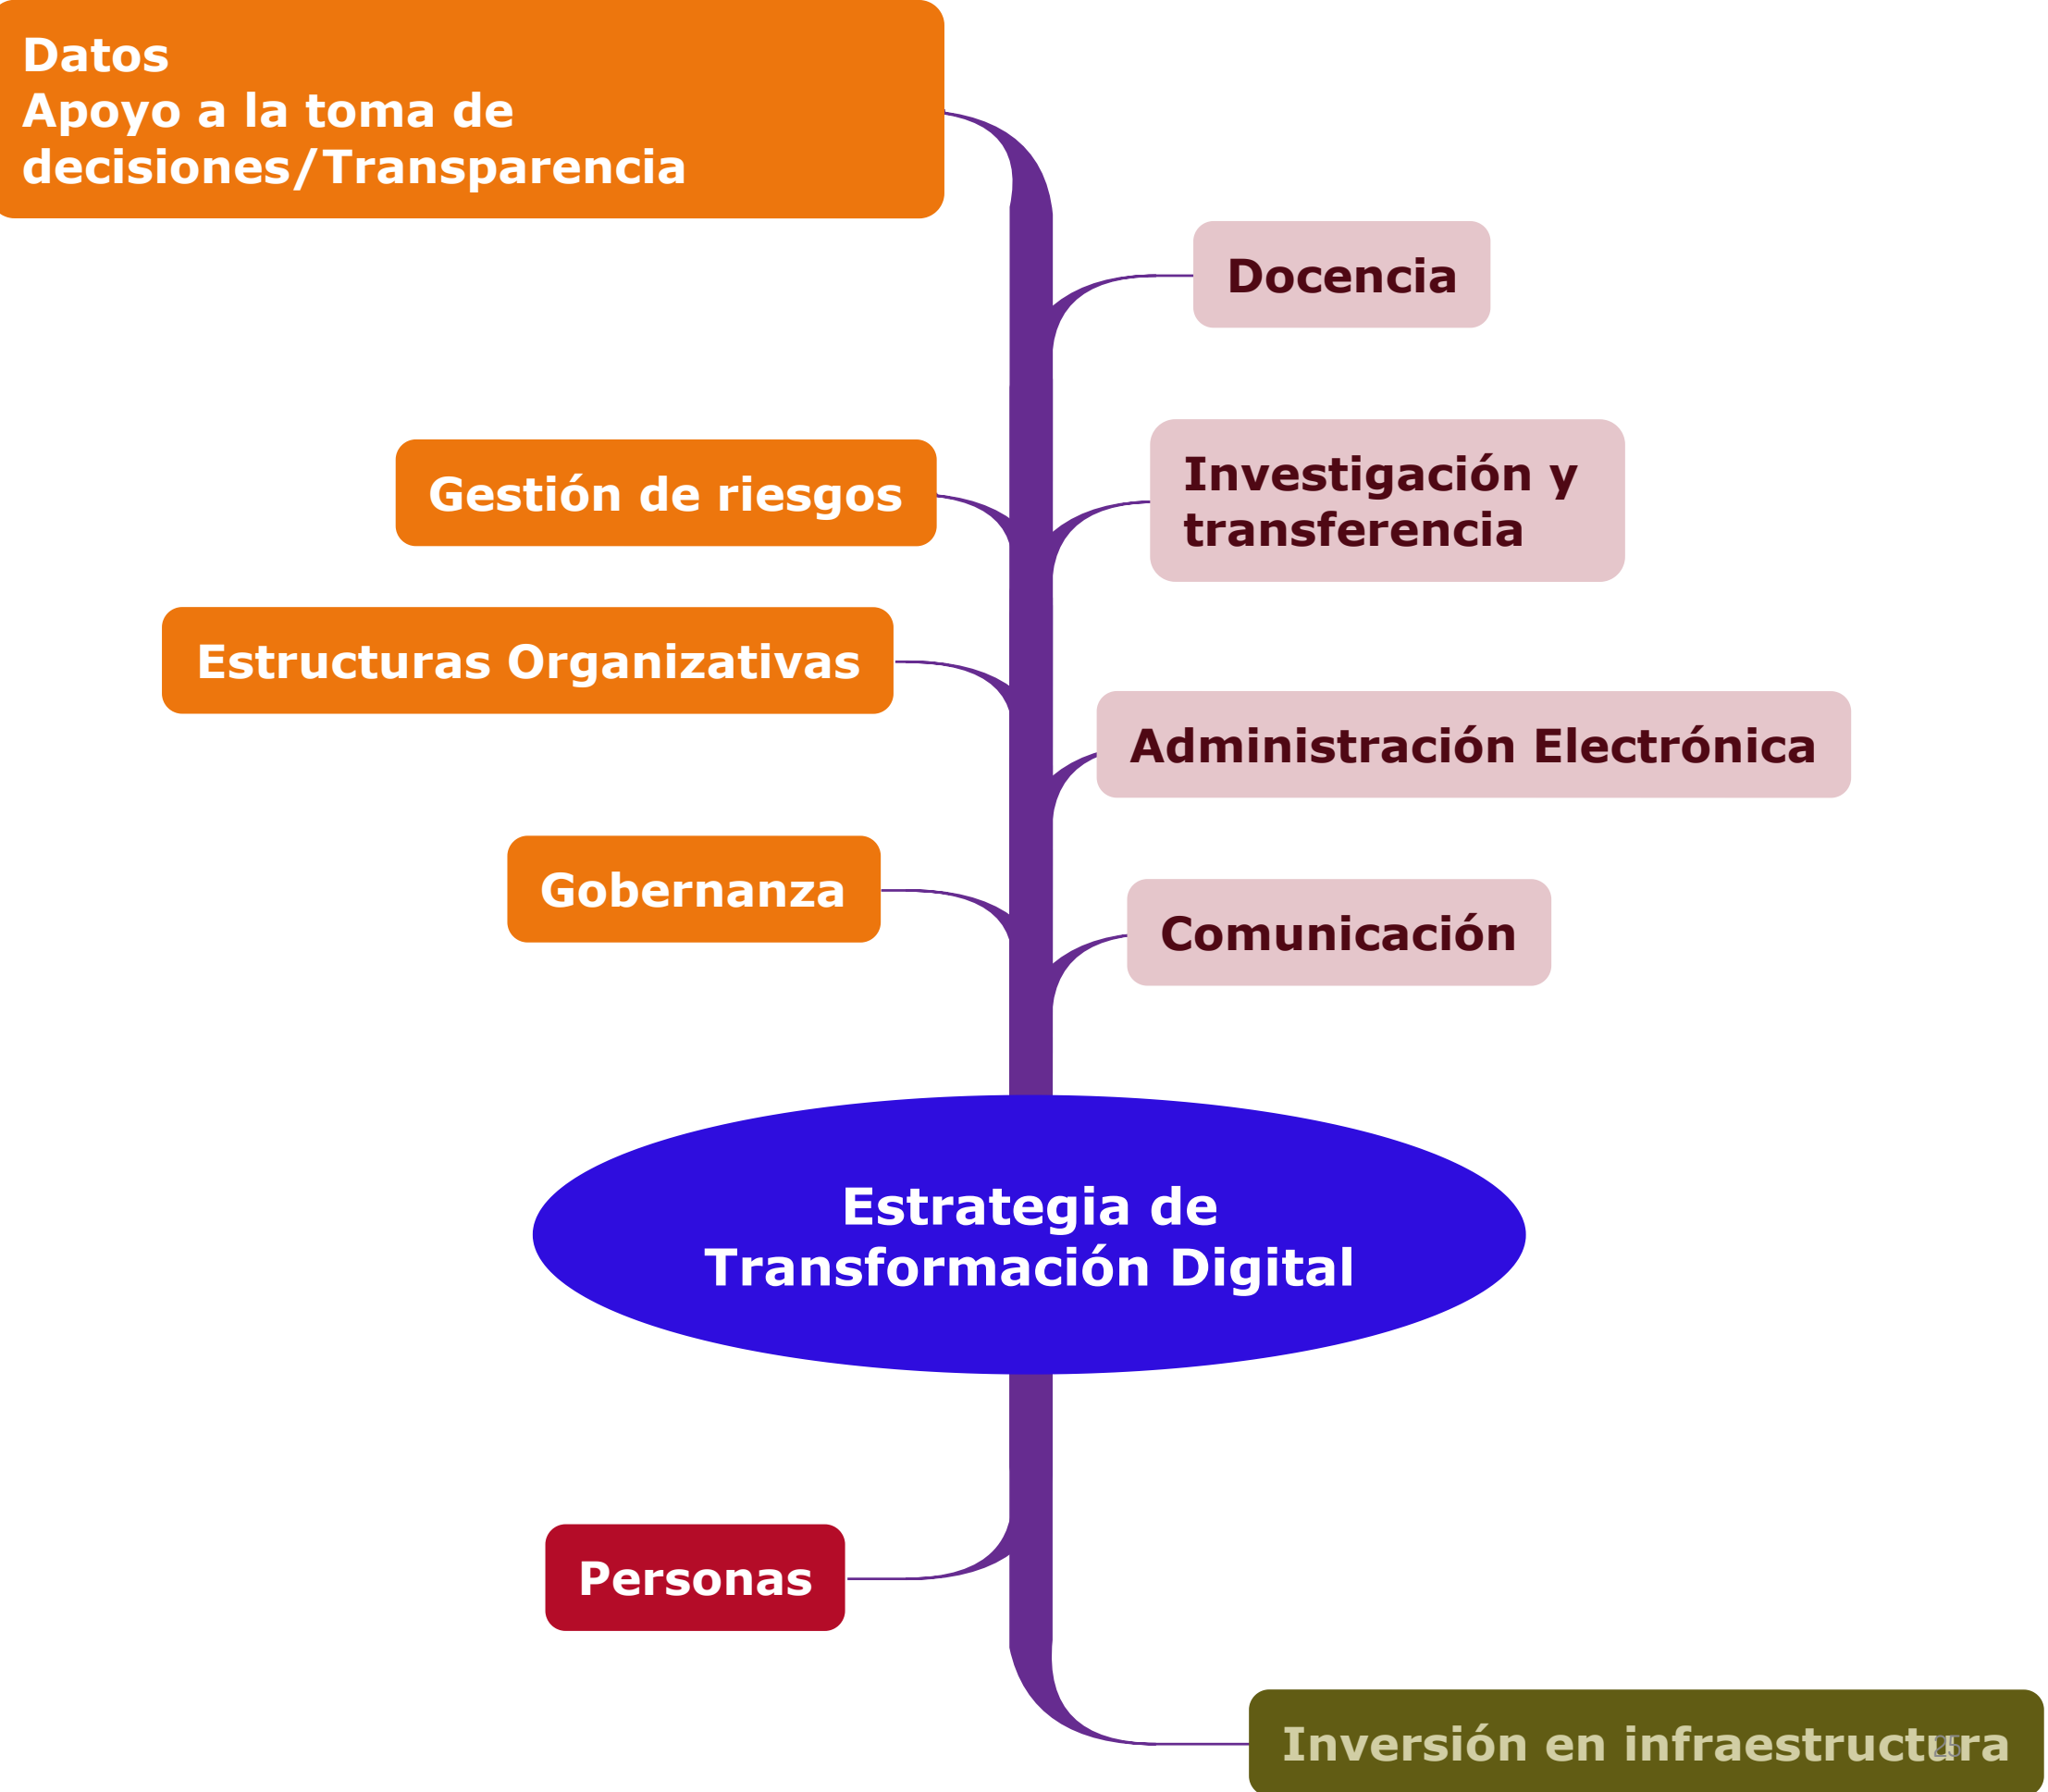 Datos
Apoyo a la toma de
decisiones/Transparencia
Docencia
Gestión de riesgos
Investigación y
transferencia
Estructuras Organizativas
Administración Electrónica
Gobernanza
Comunicación
Estrategia de
Transformación Digital
Personas
Inversión en infraestructura
25